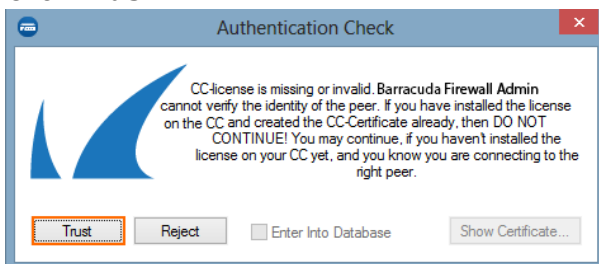 Authentication Check
CC-license is missing or invalid. Barracuda Firewall Admin
cannot verify the identity of the peer. If you have installed the license
on the CC and created the CC-Certificate already, then DO NOT
CONTINUE! You may continue, if you haven't installed the
license on your CC yet, and you know you are connecting to the
right peer.
Trust Reject Enter Into Database Show Certificate...